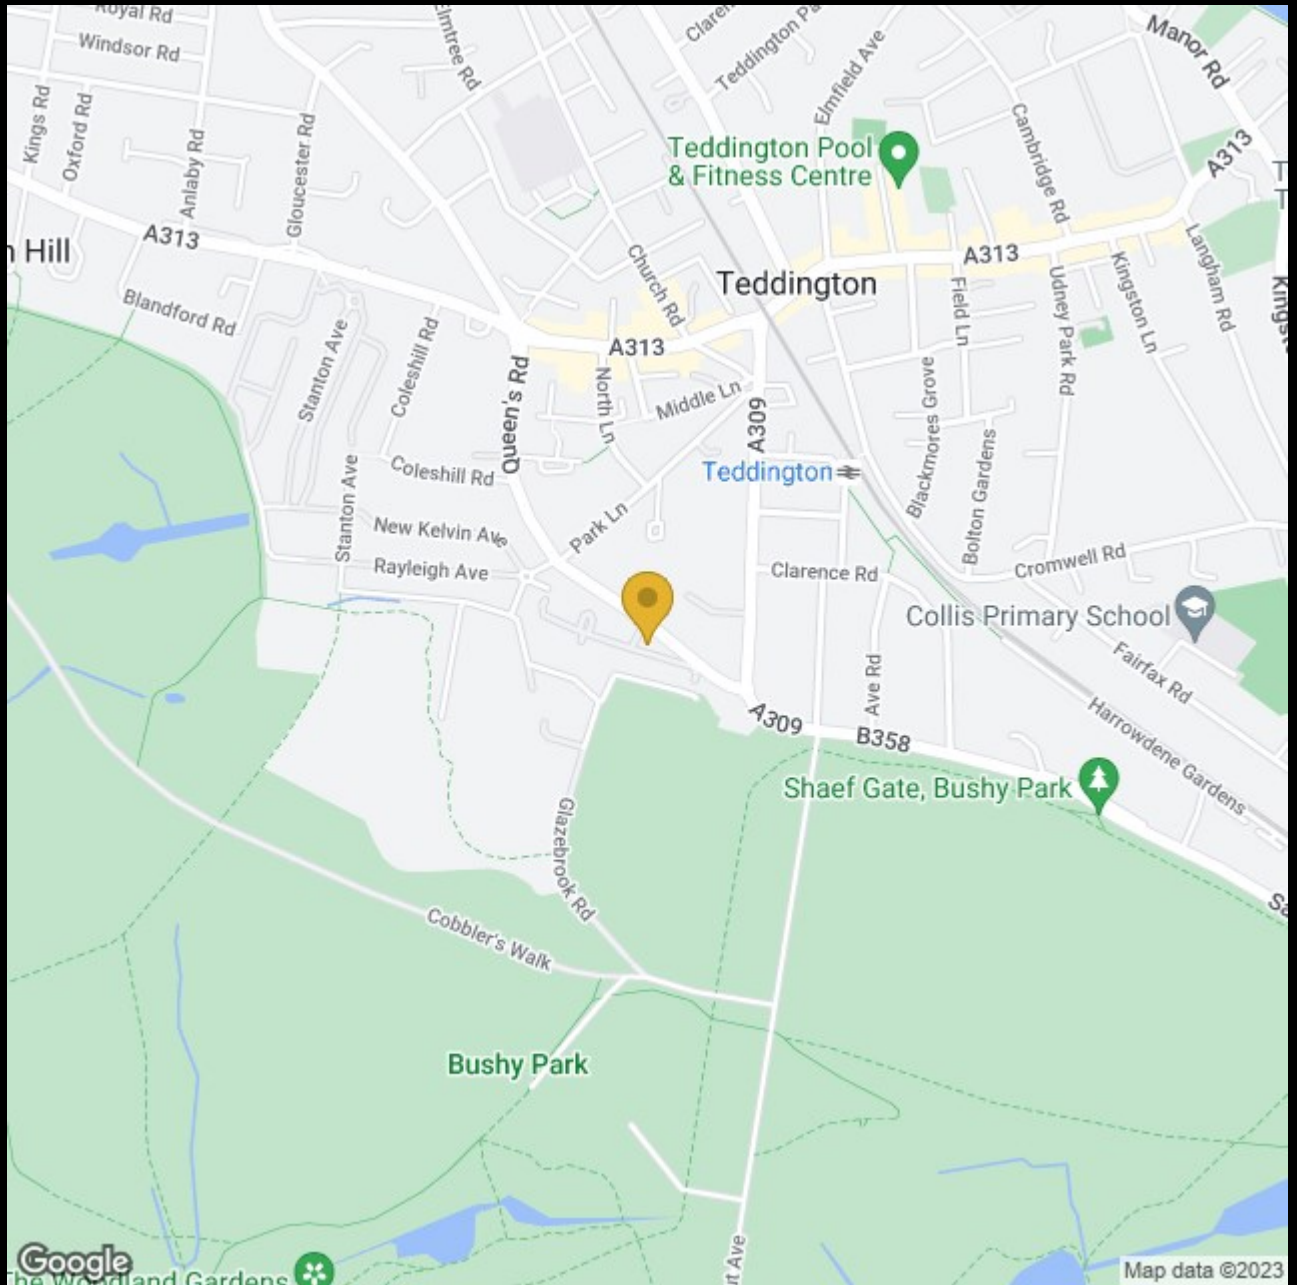 Royal Rd
Windsor Rd
Kings Rd
Oxford Rd
Anlaby Rd
Gloucester Rd
Elmtree Rd
Teddington
Elmfield Ave
Manor Rd
Teddington Pool
& Fitness Centre
Cambridge Rd
A313
A313
Hill
Blandford Rd
Stanton Ave
Coleshill Rd
Church Rd
Teddington
A313
Field Ln
Udney Park Rd
Kingston Ln
Langham Rd
A313
Queen's Rd
North Ln
Middle Ln
A309
Blackmores Grove
Teddington
Coleshill Rd
Stanton Ave
New Kelvin Ave
Park Ln
Bolton Gardens
Rayleigh Ave
Clarence Rd
Cromwell Rd
Collis Primary School
Fairfax Rd
Ave Rd
A309
B358
Harrowdene Gardens
Shaef Gate, Bushy Park
Glazebrook Rd
Cobbler's Walk
Bushy Park
Ave
The Woodland Gardens
Google
Map data ©2023